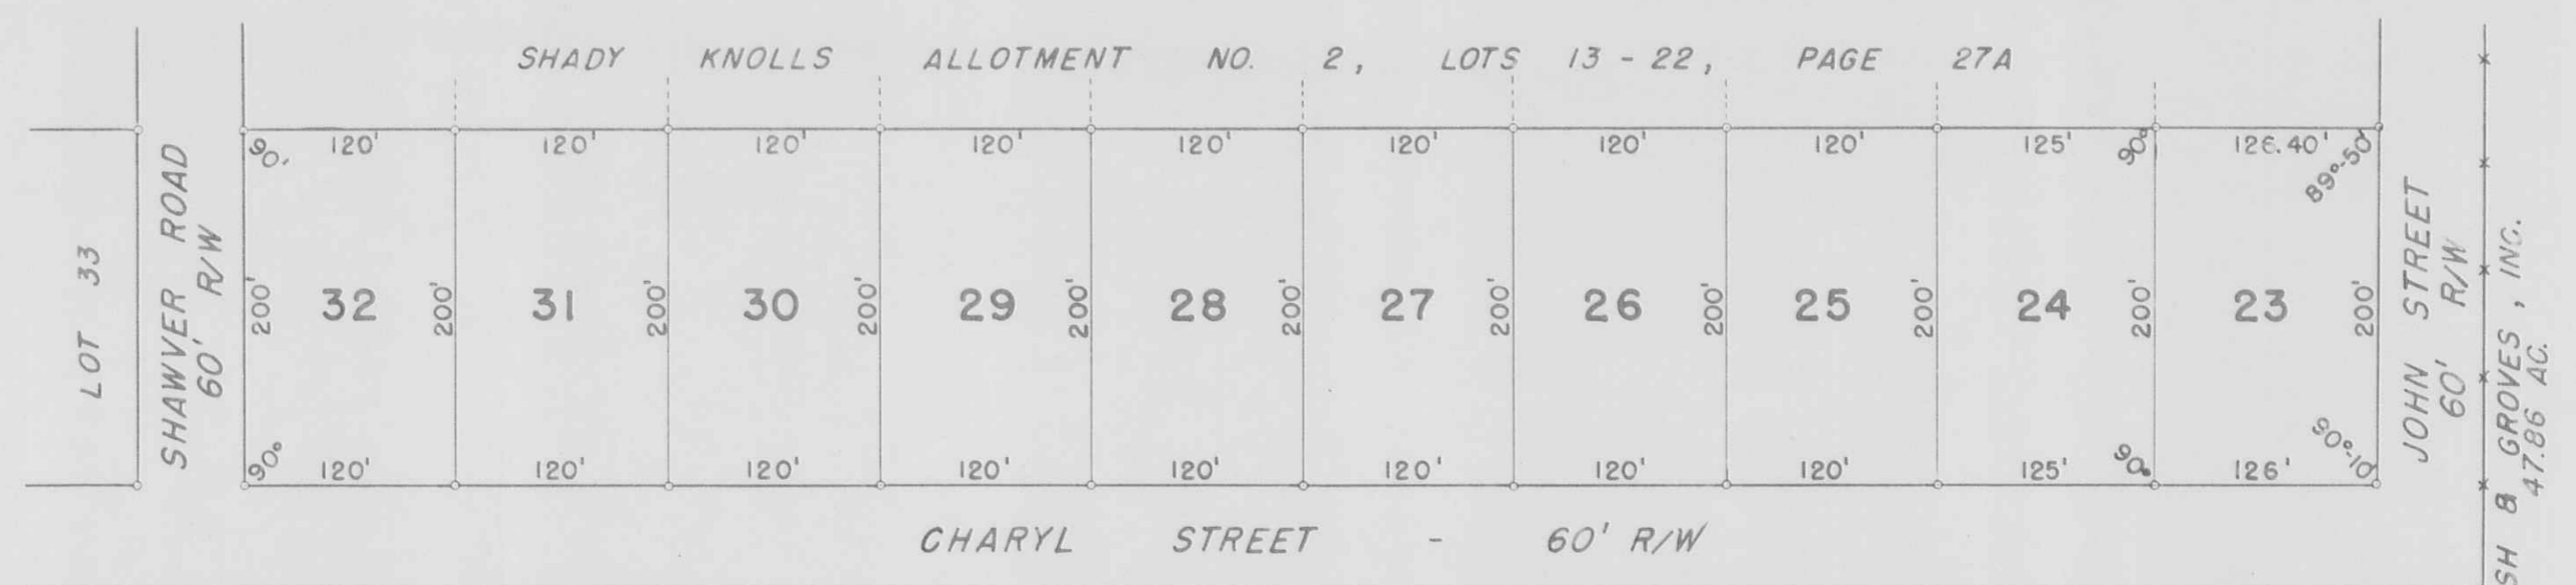 SHADY KNOLLS ALLOTMENT NO. 2, LOTS 13 - 22, PAGE 27A
120' 120' 120' 120' 120' 120' 120' 120' 125' 126.40'
90° 90° 89°-50'
LOT 33
SHAWVER ROAD
60' R/W
200' 32 200' 31 200' 30 200' 29 200' 28 200' 27 200' 26 200' 25 200' 24 200' 23 200'
JOHN STREET
60' R/W
SH & GROVES, INC.
47.86 AC.
90° 90° 90°-10'
120' 120' 120' 120' 120' 120' 120' 120' 125' 126'
CHARYL STREET - 60' R/W